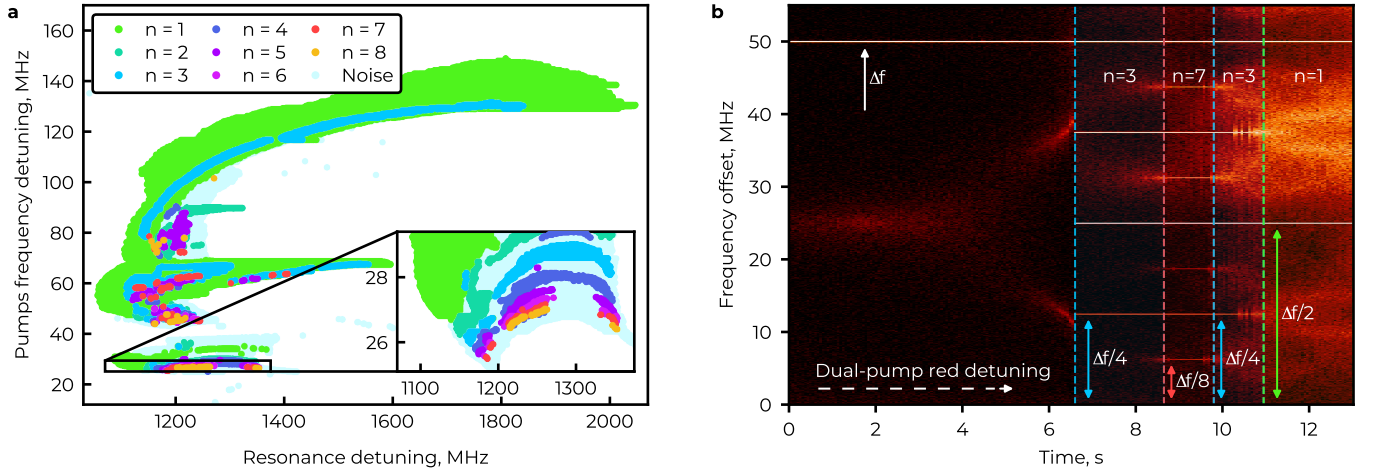 a
Pumps frequency detuning, MHz
160
140
120
100
80
60
40
20
n = 1
n = 4
n = 7
n = 2
n = 5
n = 8
n = 3
n = 6
Noise
28
26
1100
1200
1300
1200
1400
1600
1800
2000
Resonance detuning, MHz
b
Frequency offset, MHz
50
40
30
20
10
0
Δf
n=3
n=7
n=3
n=1
Δf/2
Δf/4
Δf/8
Δf/4
Dual-pump red detuning
0
2
4
6
8
10
12
Time, s